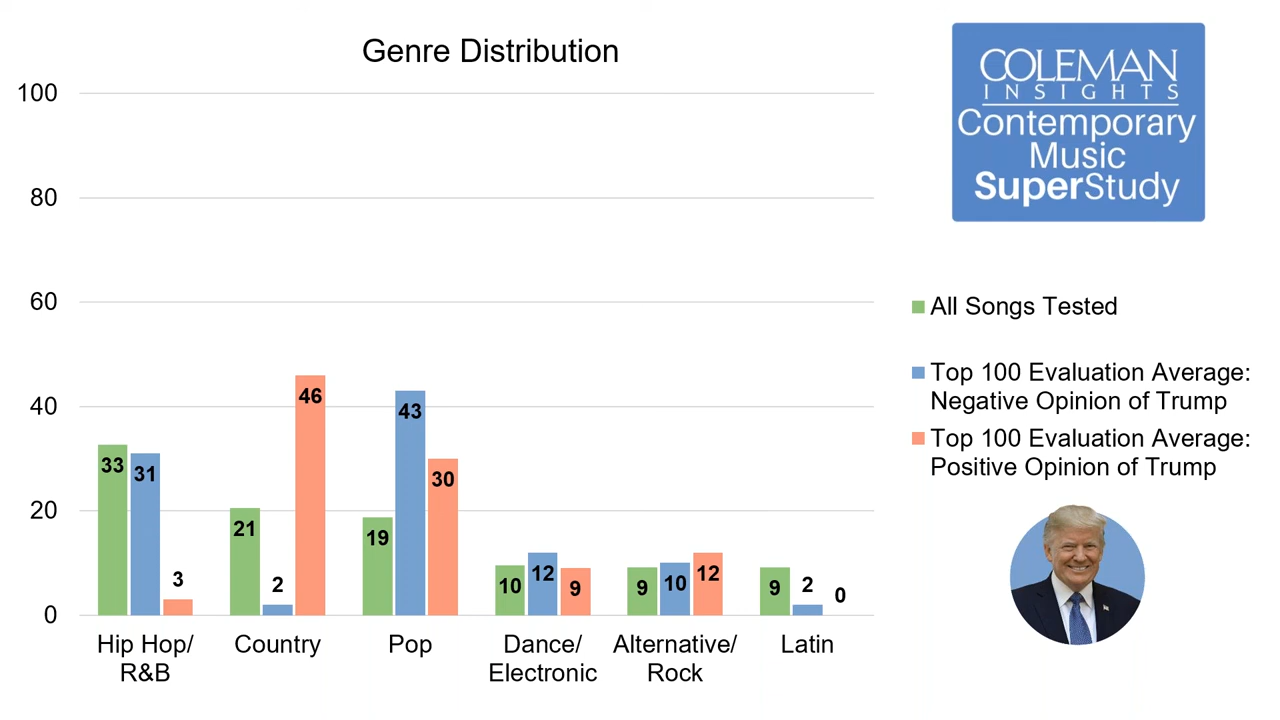 Genre Distribution
COLEMAN
INSIGHTS
Contemporary
Music
SuperStudy
100
80
60
40
20
0
33
31
3
21
2
46
19
43
30
10
12
9
9
10
12
9
2
0
Hip Hop/
R&B
Country
Pop
Dance/
Electronic
Alternative/
Rock
Latin
All Songs Tested
Top 100 Evaluation Average:
Negative Opinion of Trump
Top 100 Evaluation Average:
Positive Opinion of Trump